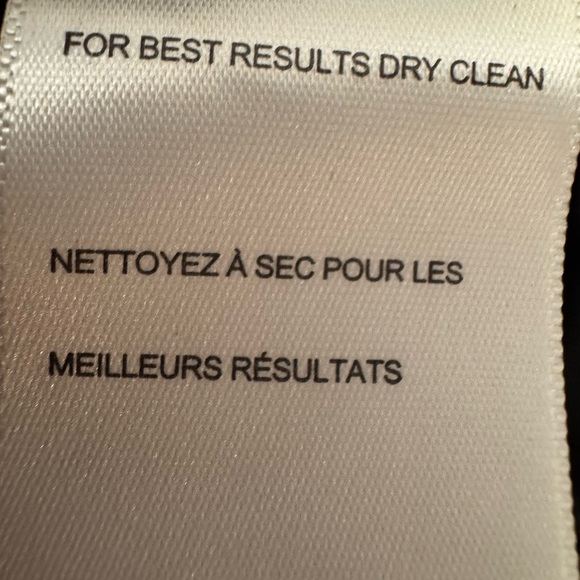 FOR BEST RESULTS DRY CLEAN
NETTOYEZ À SEC POUR LES
MEILLEURS RÉSULTATS